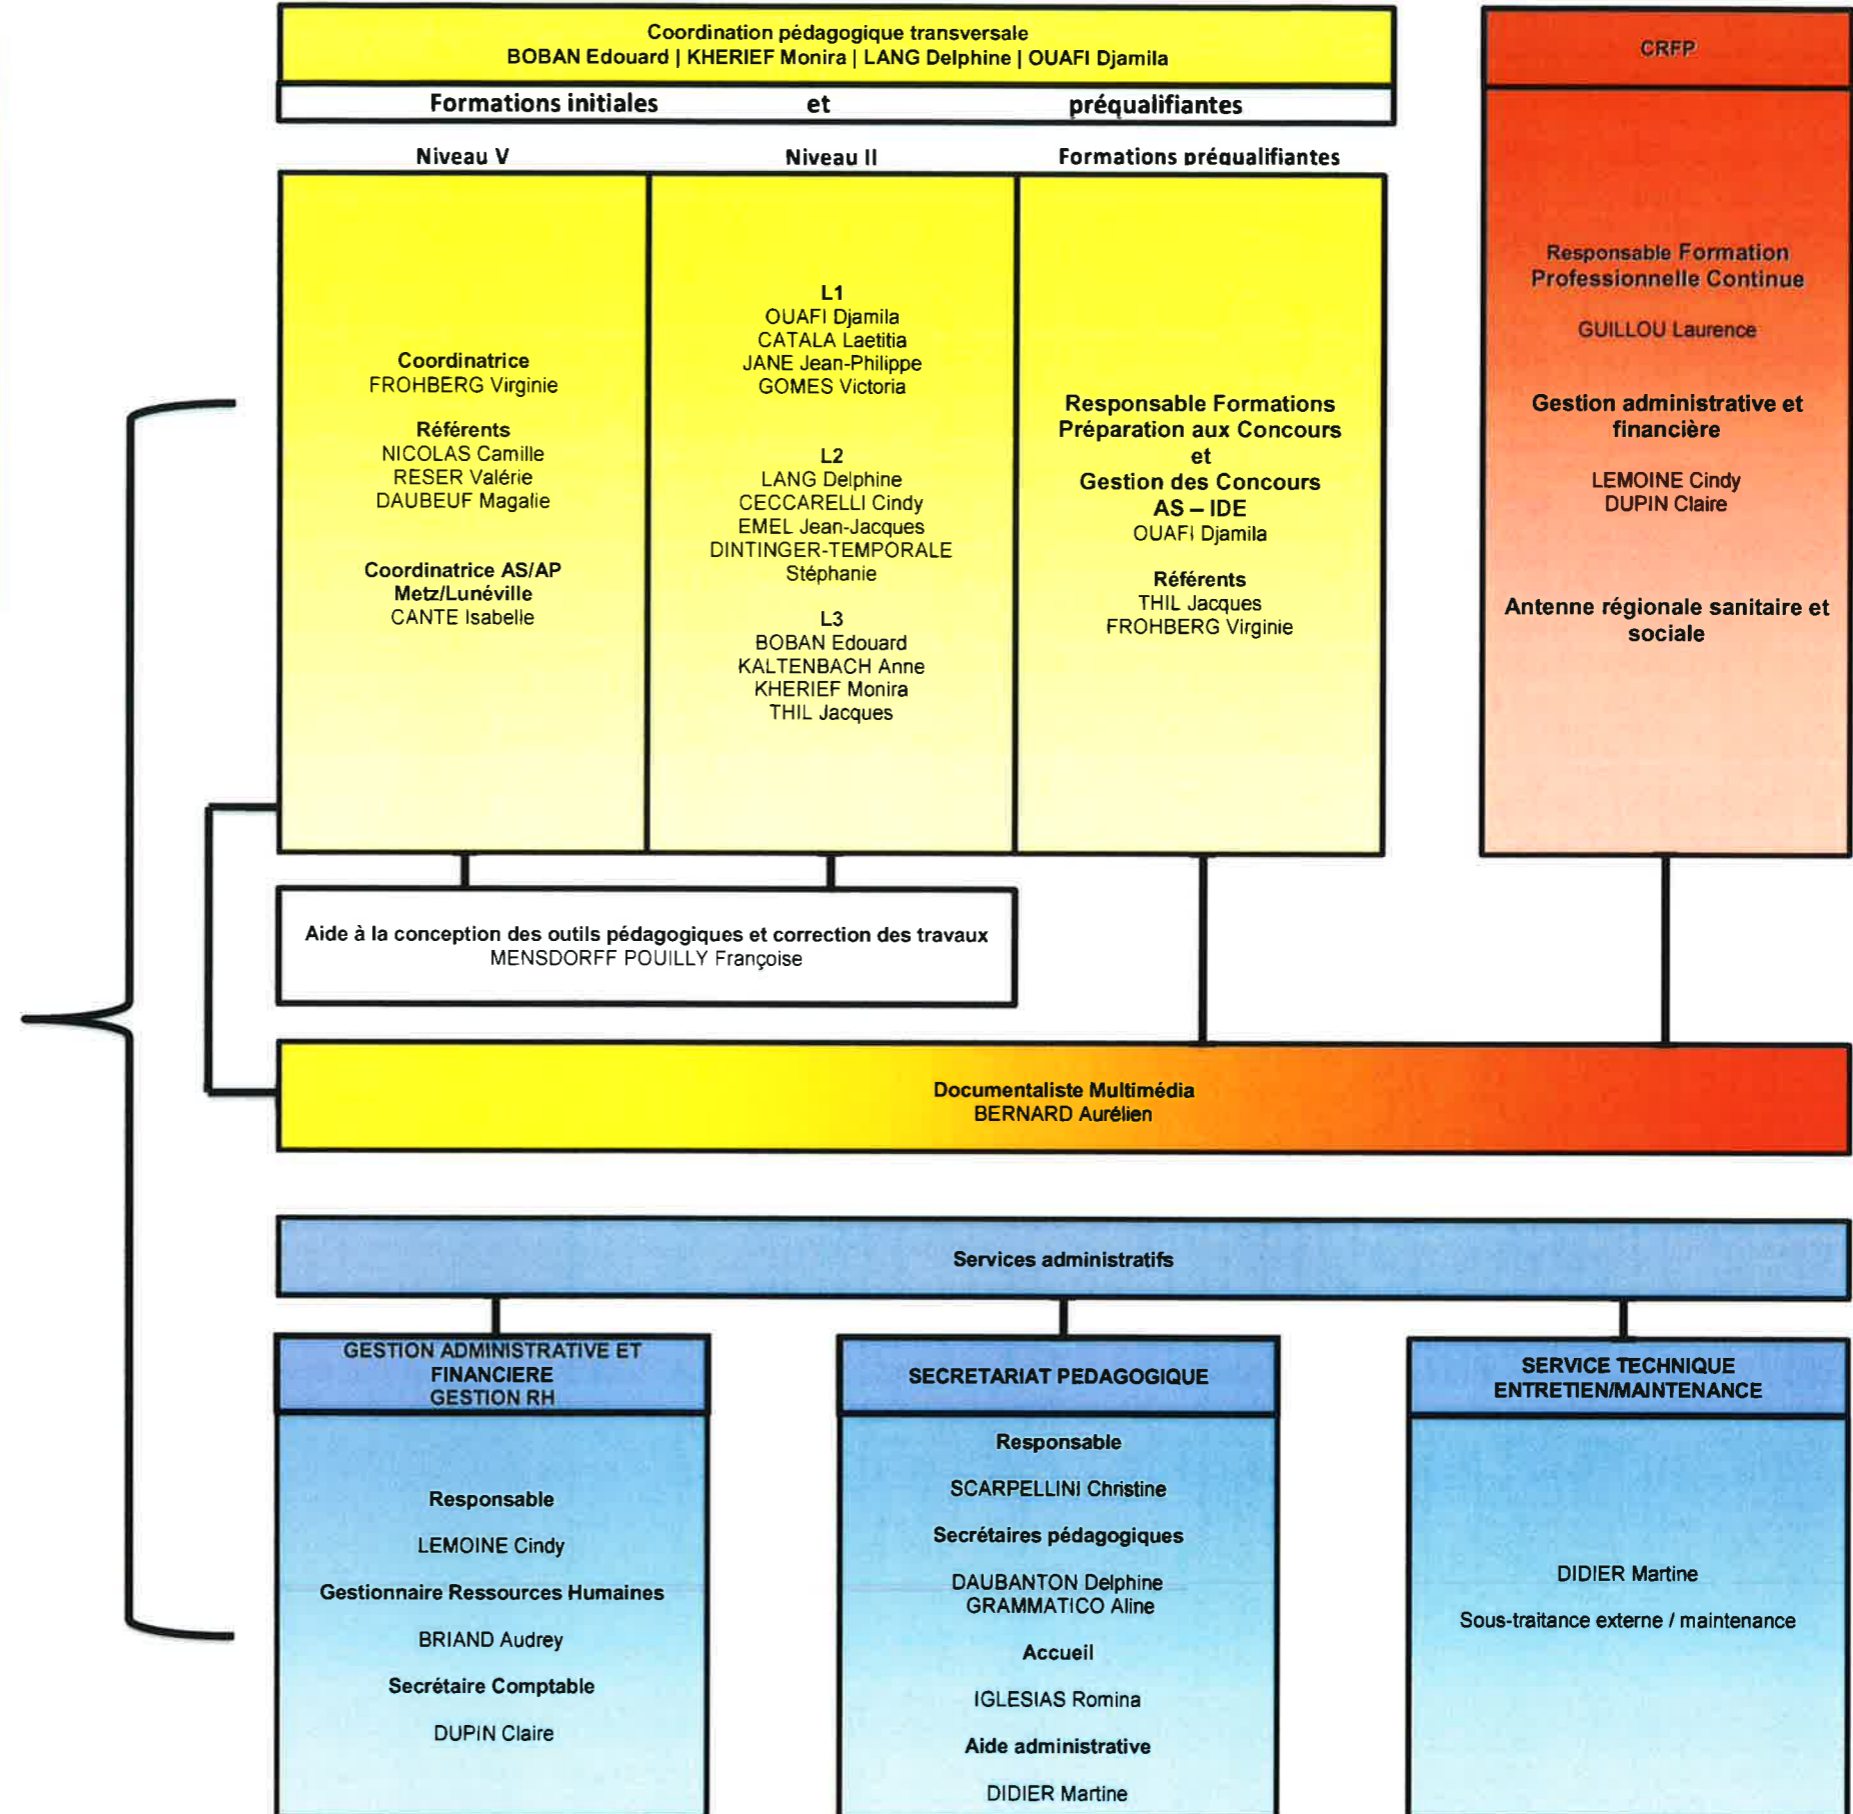 Coordination pédagogique transversale
BOBAN Edouard | KHERIEF Monira | LANG Delphine | OUAFI Djamila
Formations initiales et préqualifiantes
CRFP
Niveau V
Niveau II
Formations préqualifiantes
Coordinatrice
FROHBERG Virginie
Référents
NICOLAS Camille
RESER Valérie
DAUBEUF Magalie
Coordinatrice AS/AP
Metz/Lunéville
CANTE Isabelle
L1
OUAFI Djamila
CATALA Laetitia
JANE Jean-Philippe
GOMES Victoria
L2
LANG Delphine
CECCARELLI Cindy
EMEL Jean-Jacques
DINTINGER-TEMPORALE
Stéphanie
L3
BOBAN Edouard
KALTENBACH Anne
KHERIEF Monira
THIL Jacques
Responsable Formations
Préparation aux Concours
et
Gestion des Concours
AS – IDE
OUAFI Djamila
Référents
THIL Jacques
FROHBERG Virginie
Responsable Formation
Professionnelle Continue
GUILLOU Laurence
Gestion administrative et
financière
LEMOINE Cindy
DUPIN Claire
Antenne régionale sanitaire et
sociale
Aide à la conception des outils pédagogiques et correction des travaux
MENSDORFF POUILLY Françoise
Documentaliste Multimédia
BERNARD Aurélien
Services administratifs
GESTION ADMINISTRATIVE ET
FINANCIERE
GESTION RH
Responsable
LEMOINE Cindy
Gestionnaire Ressources Humaines
BRIAND Audrey
Secrétaire Comptable
DUPIN Claire
SECRETARIAT PEDAGOGIQUE
Responsable
SCARPELLINI Christine
Secrétaires pédagogiques
DAUBANTON Delphine
GRAMMATICO Aline
Accueil
IGLESIAS Romina
Aide administrative
DIDIER Martine
SERVICE TECHNIQUE
ENTRETIEN/MAINTENANCE
DIDIER Martine
Sous-traitance externe / maintenance